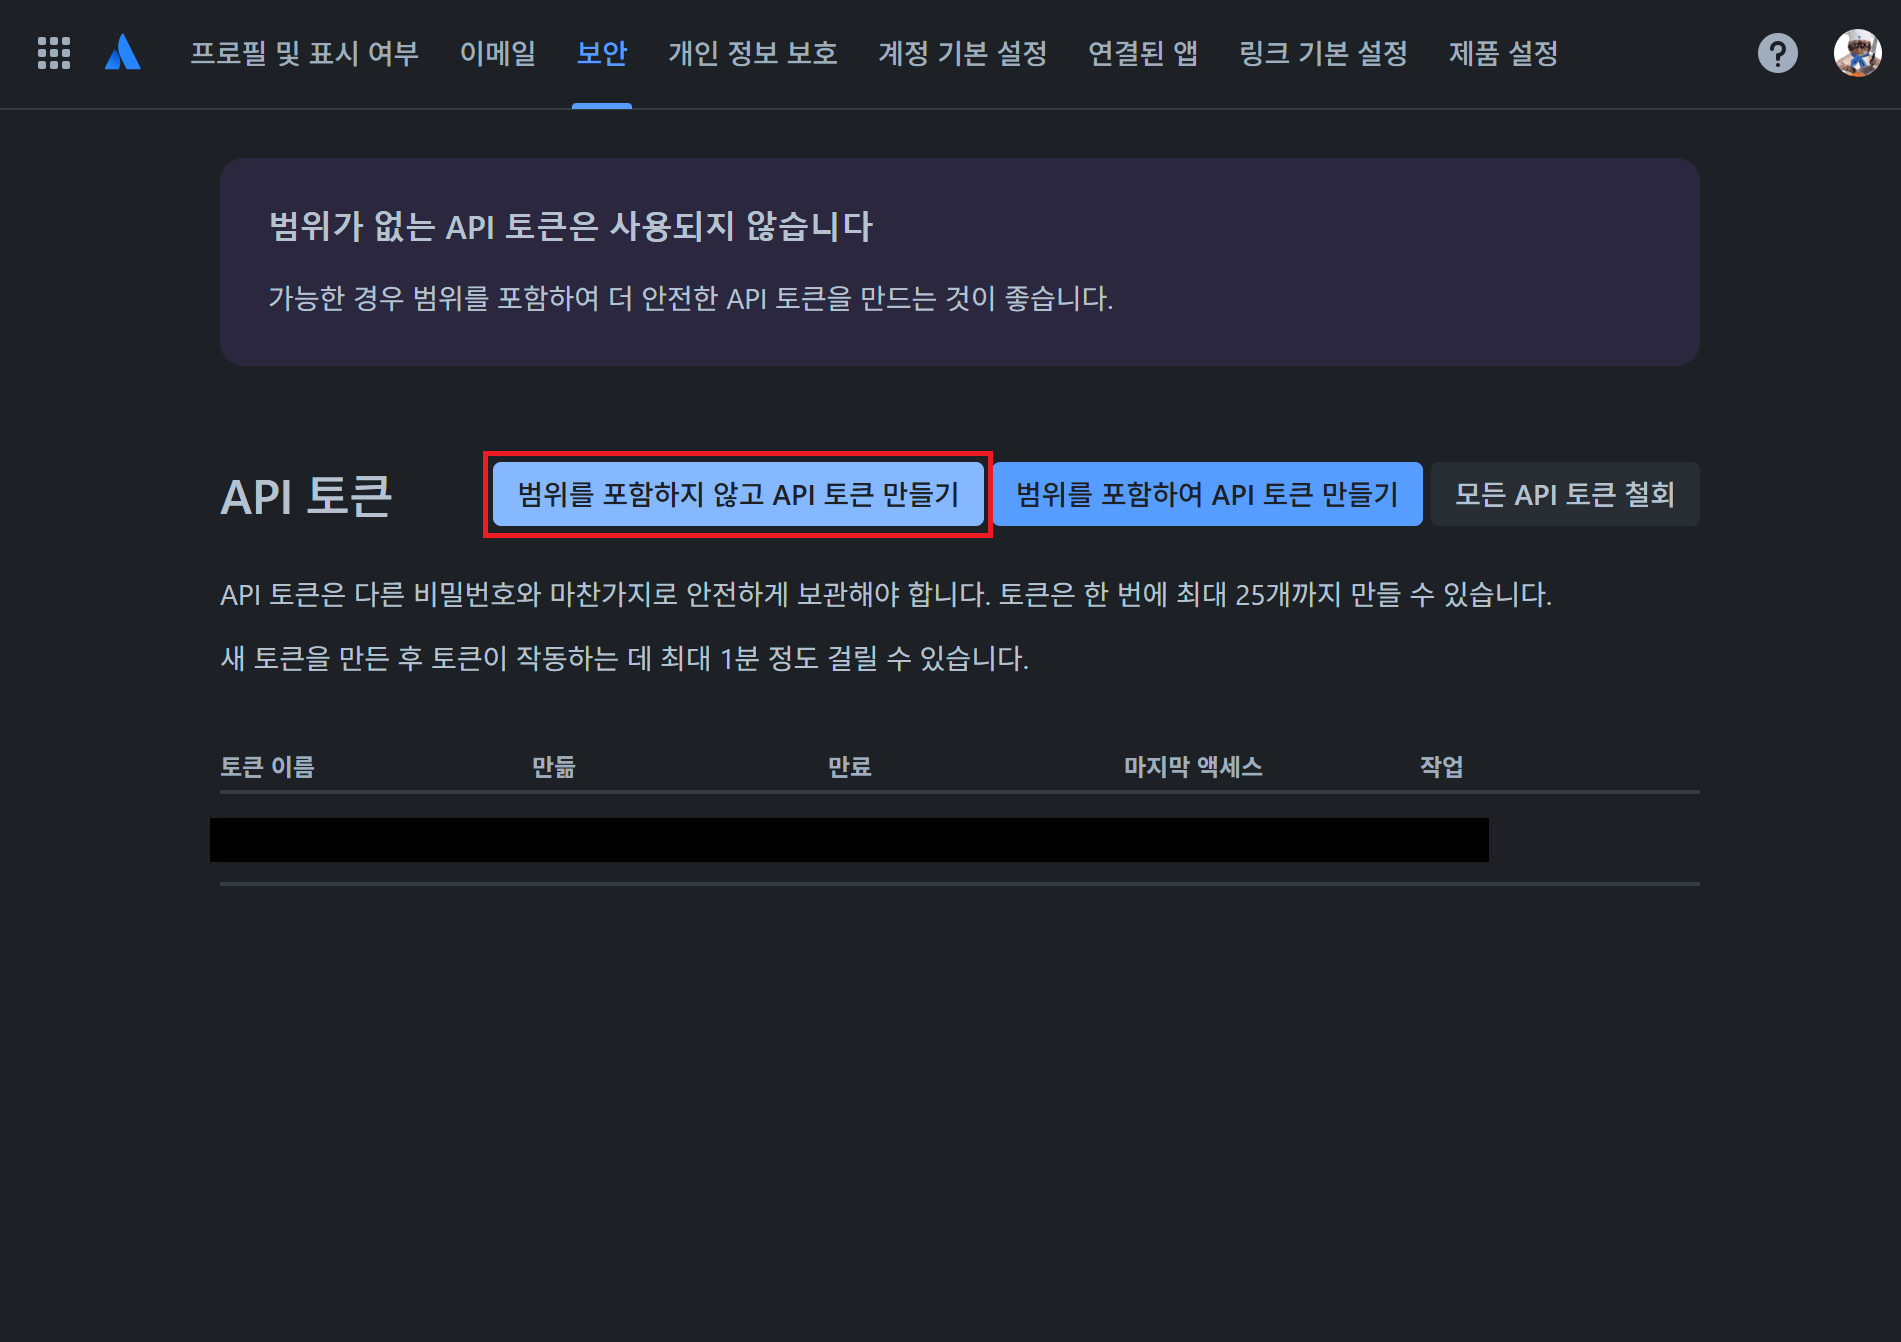 프로필 및 표시 여부 이메일 보안 개인 정보 보호 계정 기본 설정 연결된 앱 링크 기본 설정 제품 설정
범위가 없는 API 토큰은 사용되지 않습니다
가능한 경우 범위를 포함하여 더 안전한 API 토큰을 만드는 것이 좋습니다.
API 토큰 범위를 포함하지 않고 API 토큰 만들기 범위를 포함하여 API 토큰 만들기 모든 API 토큰 철회
API 토큰은 다른 비밀번호와 마찬가지로 안전하게 보관해야 합니다. 토큰은 한 번에 최대 25개까지 만들 수 있습니다.
새 토큰을 만든 후 토큰이 작동하는 데 최대 1분 정도 걸릴 수 있습니다.
토큰 이름 만듦 만료 마지막 액세스 작업